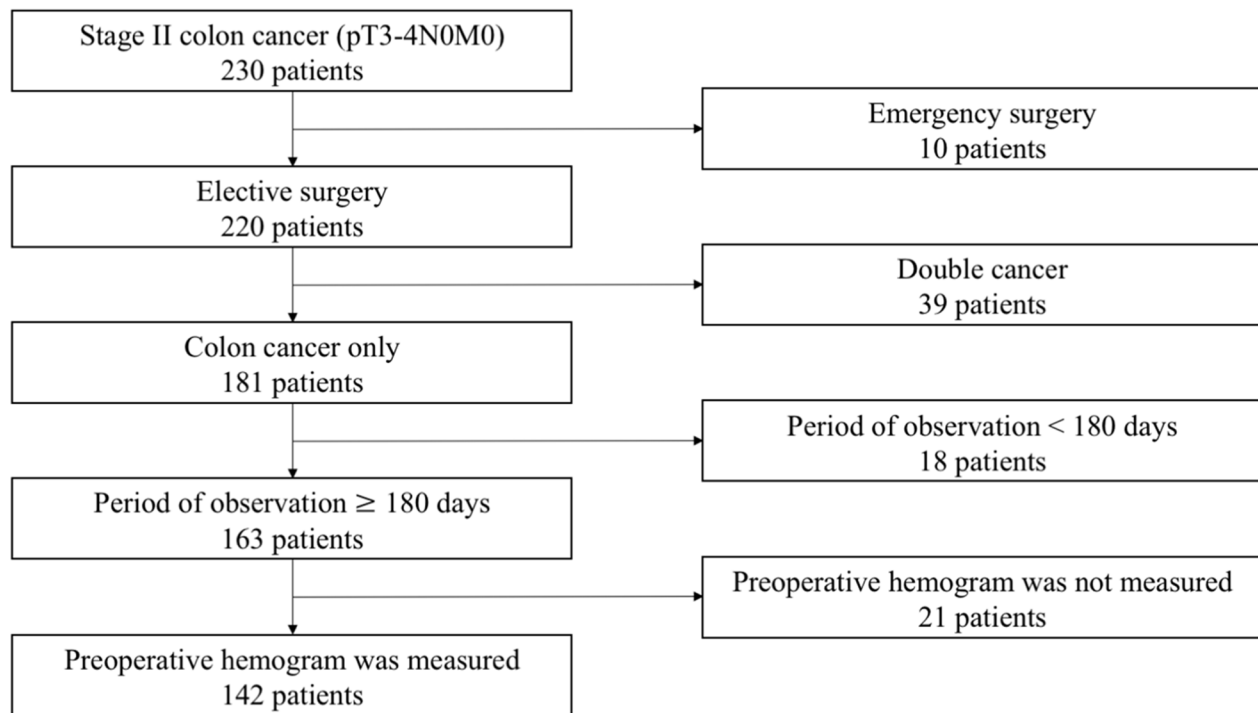 Stage II colon cancer (pT3-4N0M0)
230 patients
Emergency surgery
10 patients
Elective surgery
220 patients
Double cancer
39 patients
Colon cancer only
181 patients
Period of observation < 180 days
18 patients
Period of observation ≥ 180 days
163 patients
Preoperative hemogram was not measured
21 patients
Preoperative hemogram was measured
142 patients